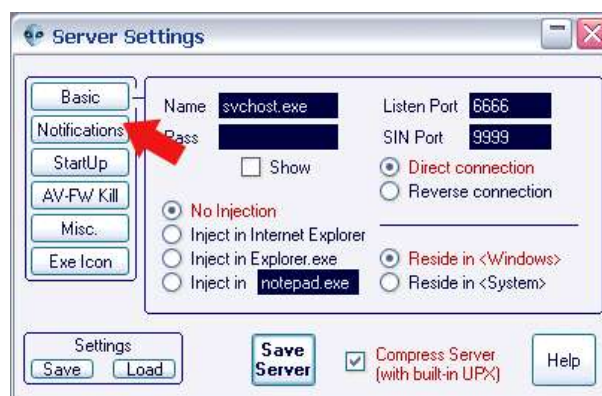 Server Settings
Basic
Notifications
StartUp
AV-FW Kill
Misc.
Exe Icon
Name svchost.exe
Pass
Show
No Injection
Inject in Internet Explorer
Inject in Explorer.exe
Inject in notepad.exe
Listen Port 6666
SIN Port 9999
Direct connection
Reverse connection
Reside in <Windows>
Reside in <System>
Settings
Save Load
Save
Server
Compress Server
(with built-in UPX)
Help